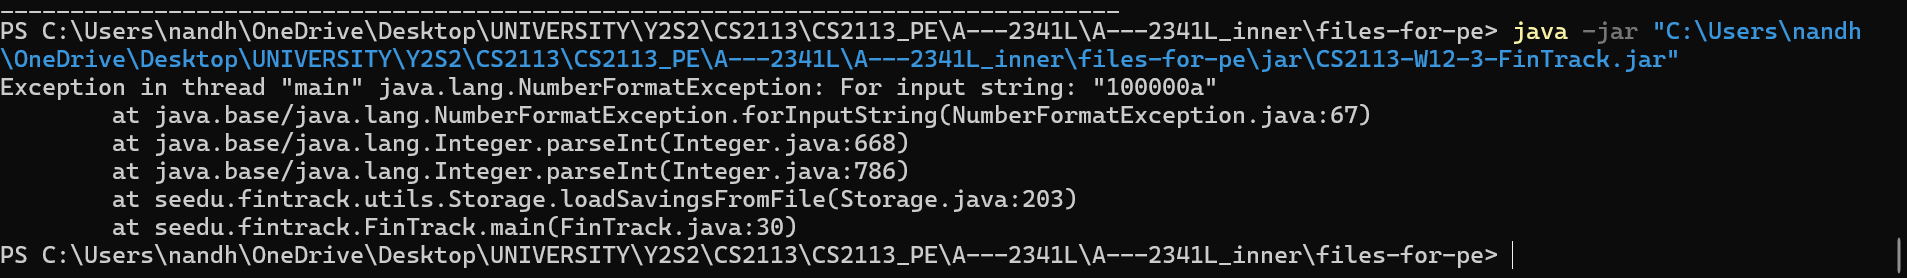 PS C:\Users\nandh\OneDrive\Desktop\UNIVERSITY\Y2S2\CS2113\CS2113_PE\A---2341L\A---2341L_inner\files-for-pe> java -jar "C:\Users\nandh
\OneDrive\Desktop\UNIVERSITY\Y2S2\CS2113\CS2113_PE\A---2341L\A---2341L_inner\files-for-pe\jar\CS2113-W12-3-FinTrack.jar"
Exception in thread "main" java.lang.NumberFormatException: For input string: "100000a"
        at java.base/java.lang.NumberFormatException.forInputString(NumberFormatException.java:67)
        at java.base/java.lang.Integer.parseInt(Integer.java:668)
        at java.base/java.lang.Integer.parseInt(Integer.java:786)
        at seedu.fintrack.utils.Storage.loadSavingsFromFile(Storage.java:203)
        at seedu.fintrack.FinTrack.main(FinTrack.java:30)
PS C:\Users\nandh\OneDrive\Desktop\UNIVERSITY\Y2S2\CS2113\CS2113_PE\A---2341L\A---2341L_inner\files-for-pe>